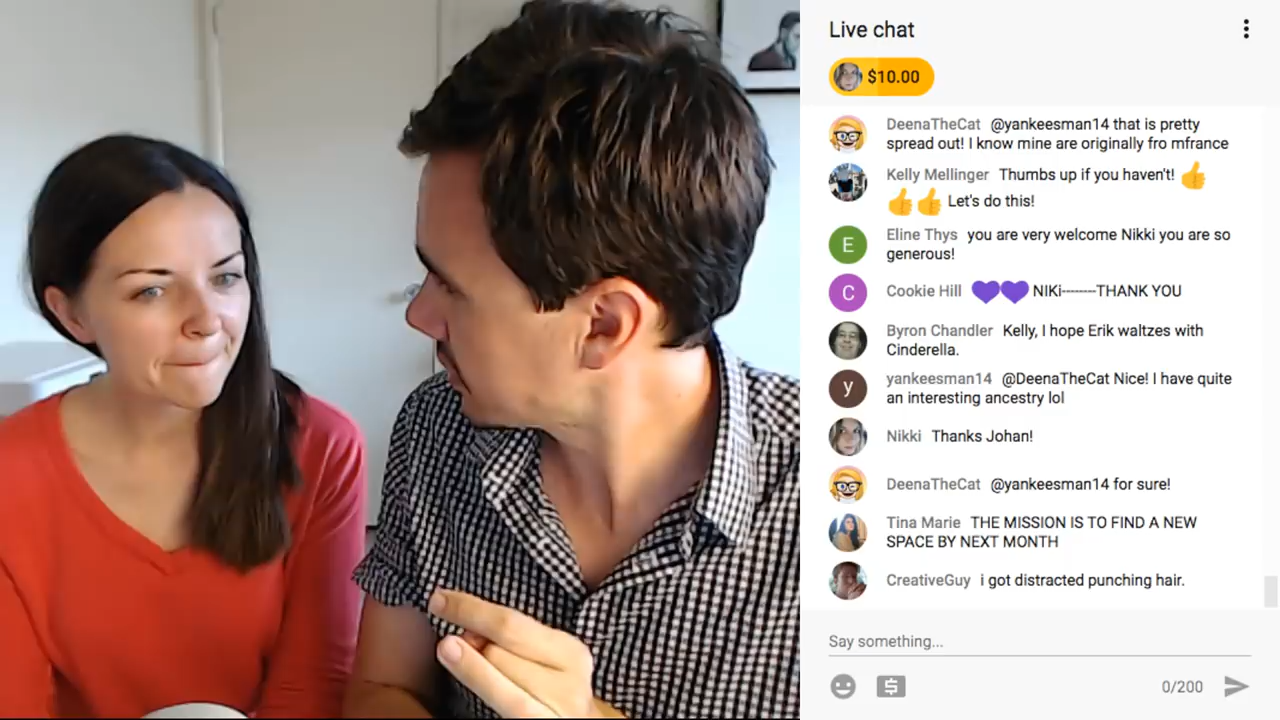 Live chat
$10.00
DeenaTheCat @yankeesman14 that is pretty
spread out! I know mine are originally fro mfrance
Kelly Mellinger Thumbs up if you haven't!
Let's do this!
E
Eline Thys you are very welcome Nikki you are so
generous!
C
Cookie Hill NIKi--------THANK YOU
Byron Chandler Kelly, I hope Erik waltzes with
Cinderella.
y
yankeesman14 @DeenaTheCat Nice! I have quite
an interesting ancestry lol
Nikki Thanks Johan!
DeenaTheCat @yankeesman14 for sure!
Tina Marie THE MISSION IS TO FIND A NEW
SPACE BY NEXT MONTH
CreativeGuy i got distracted punching hair.
Say something...
$
0/200